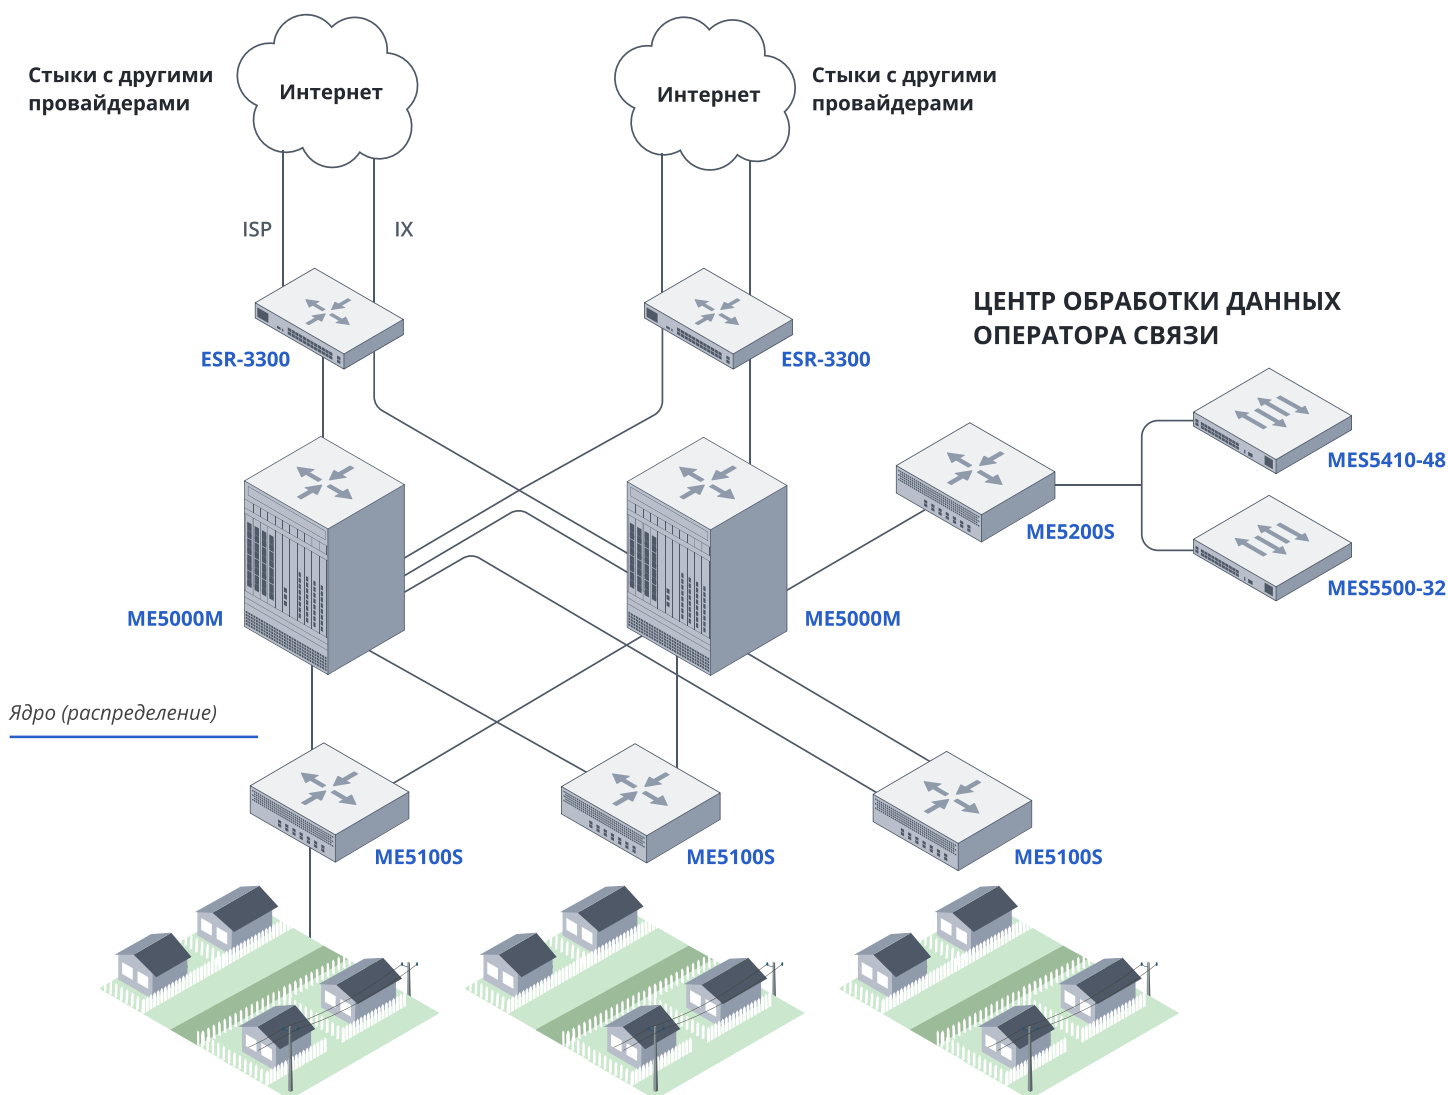 Стыки с другими
провайдерами
Интернет
Интернет
Стыки с другими
провайдерами
ISP
IX
ESR-3300
ESR-3300
ЦЕНТР ОБРАБОТКИ ДАННЫХ
ОПЕРАТОРА СВЯЗИ
MES5410-48
ME5200S
MES5500-32
ME5000M
ME5000M
Ядро (распределение)
ME5100S
ME5100S
ME5100S